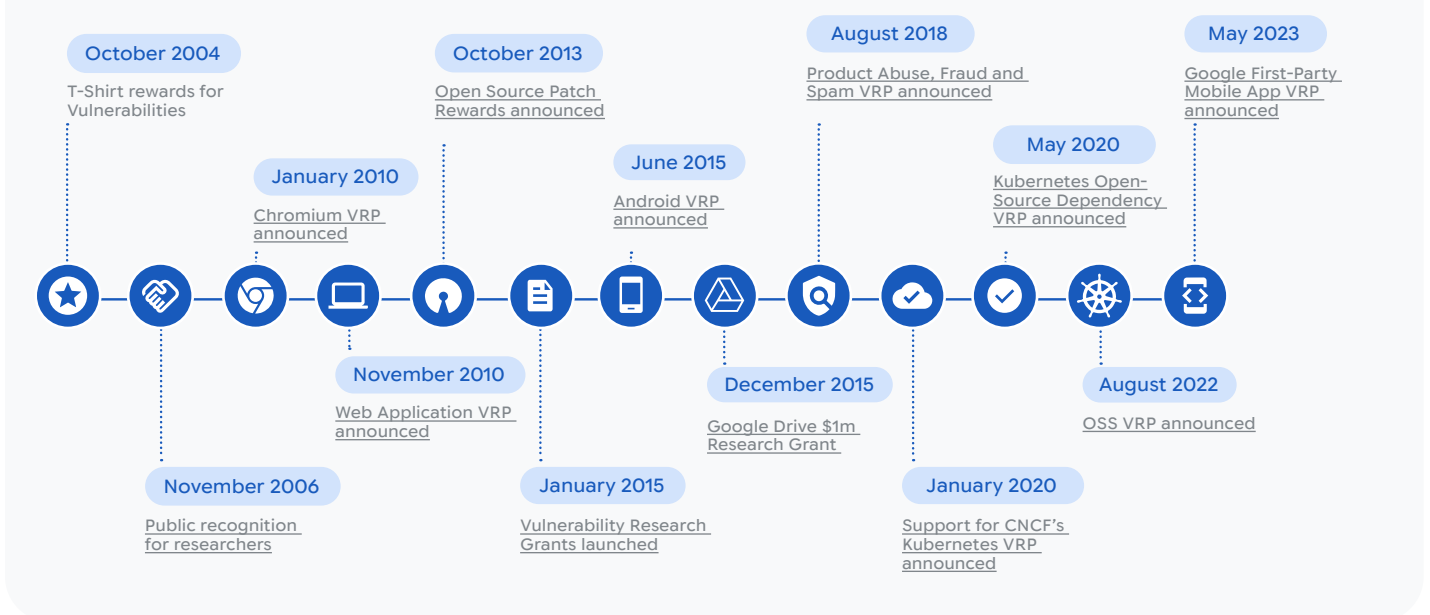 October 2004
T-Shirt rewards for
Vulnerabilities
November 2006
Public recognition
for researchers
January 2010
Chromium VRP
announced
November 2010
Web Application VRP
announced
October 2013
Open Source Patch
Rewards announced
January 2015
Vulnerability Research
Grants launched
June 2015
Android VRP
announced
December 2015
Google Drive $1m
Research Grant
August 2018
Product Abuse, Fraud and
Spam VRP announced
January 2020
Support for CNCF’s
Kubernetes VRP
announced
May 2020
Kubernetes Open-
Source Dependency
VRP announced
August 2022
OSS VRP announced
May 2023
Google First-Party
Mobile App VRP
announced